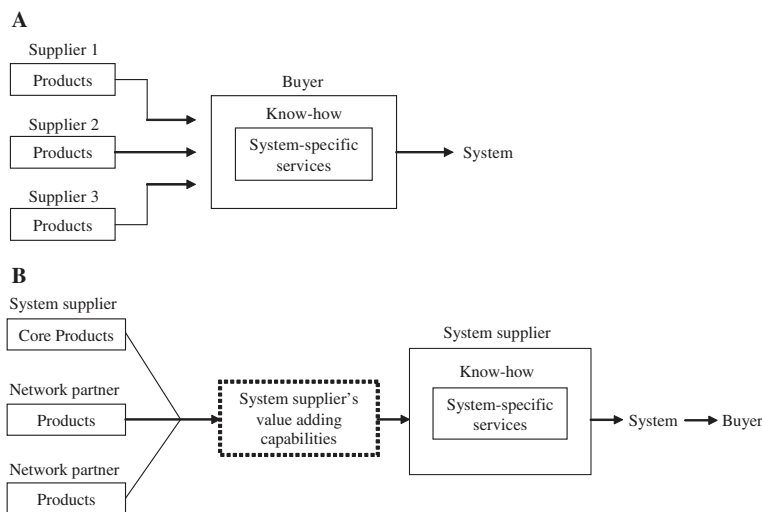 A
Supplier 1
Products
Supplier 2
Products
Supplier 3
Products
Buyer
Know-how
System-specific
services
System
B
System supplier
Core Products
Network partner
Products
Network partner
Products
System supplier's
value adding
capabilities
System supplier
Know-how
System-specific
services
System
Buyer